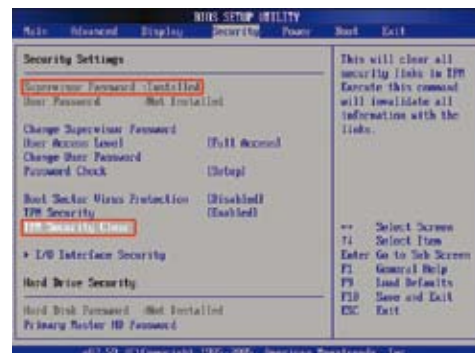 BIOS SETUP UTILITY
Main Advanced Display Security Power Boot Exit
Security Settings
Supervisor Password :Installed
User Password :Not Installed
Change Supervisor Password
User Access Level [Full Access]
Change User Password
Password Check [Setup]
Boot Sector Virus Protection [Disabled]
TPM Security [Enabled]
TPM Security Clear
I/O Interface Security
Hard Drive Security
Hard Disk Password :Not Installed
Primary Master HD Password
This will clear all
security links in TPM
Execute this command
will invalidate all
information with the
links.
Select Screen
Select Item
Enter Go to Sub Screen
F1 General Help
F9 Load Defaults
F10 Save and Exit
ESC Exit
American